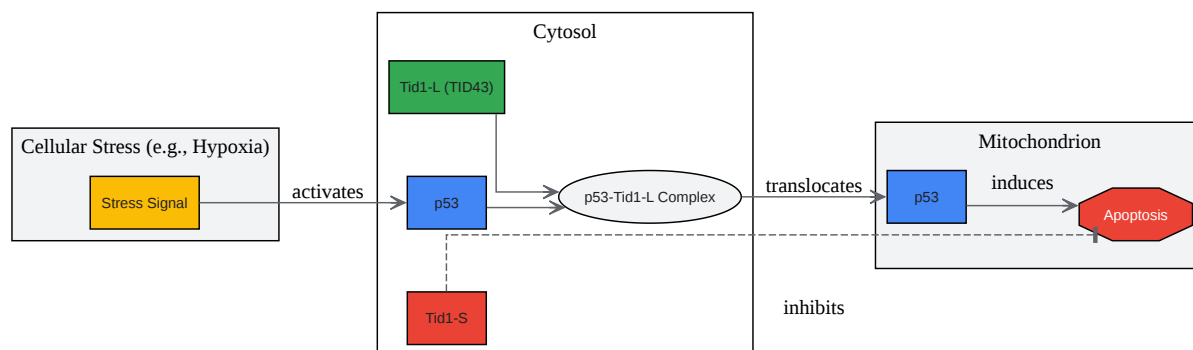 Cytosol
Tid1-L (TID43)
Cellular Stress (e.g., Hypoxia)
Stress Signal
activates
p53
p53-Tid1-L Complex
translocates
Mitochondrion
p53
induces
Apoptosis
Tid1-S
inhibits